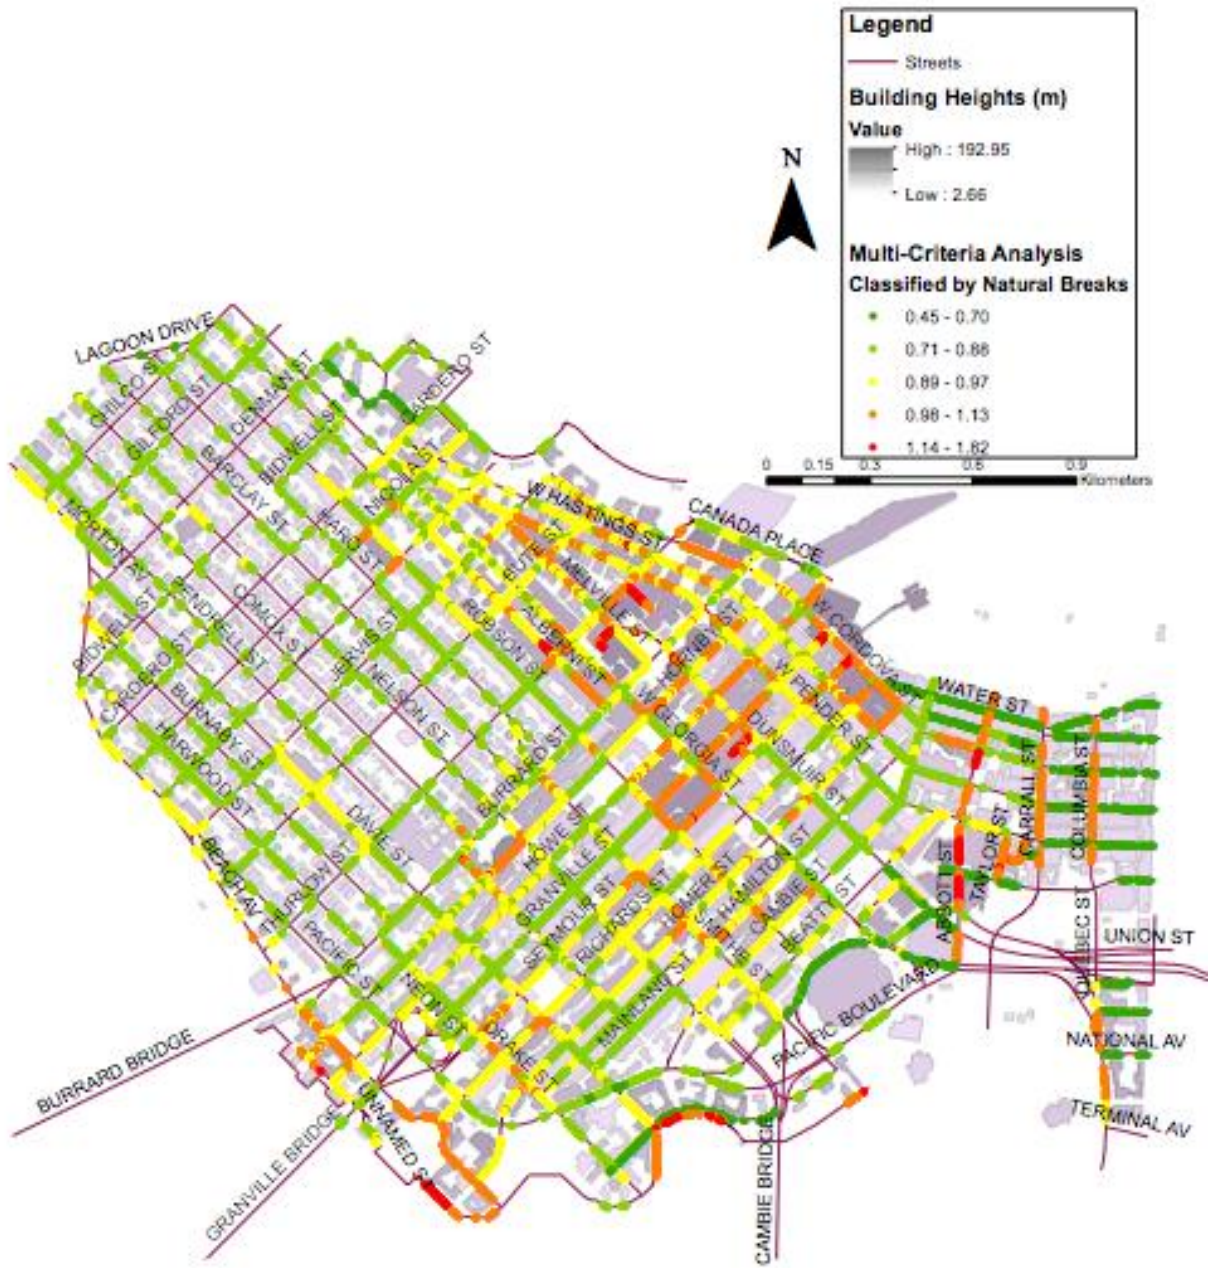 Legend
Streets
Building Heights (m)
Value
High : 192.95
Low : 2.66
N
Multi-Criteria Analysis
Classified by Natural Breaks
0.45 - 0.70
0.71 - 0.88
0.89 - 0.97
0.98 - 1.13
1.14 - 1.62
0 0.15 0.3 0.6 0.9
Kilometers
LAGOON DRIVE
CHILCO ST
GILFORD ST
DENMAN ST
CARDERO ST
BIDWELL ST
BARCLAY ST
NICOLA ST
HARO ST
W HASTINGS ST
CANADA PLACE
MORTON AV
MELVILLE ST
PENDRELL ST
COMOX ST
BIDWELL ST
JERVIS ST
ROBSON ST
ALBERNI ST
HORNBY
W CORDOVA ST
CARDERO ST
NELSON ST
W PENDER ST
WATER ST
BURNABY ST
W GEORGIA ST
DUNSMUIR ST
HARWOOD ST
BURRARD ST
CARRALL ST
COLUMBIA ST
DAVIE ST
HOWE ST
GRANVILLE ST
TAYLOR ST
ABBOTT ST
BEACH AV
THURLOW ST
SEYMOUR ST
RICHARDS ST
HOMER ST
HAMILTON ST
CAMBIE ST
BEATTY ST
SMITHE ST
QUEBEC ST
UNION ST
PACIFIC ST
NEON ST
MAINLAND ST
PACIFIC BOULEVARD
DRAKE ST
NATIONAL AV
BURRARD BRIDGE
UNNAMED ST
TERMINAL AV
GRANVILLE BRIDGE
CAMBIE BRIDGE